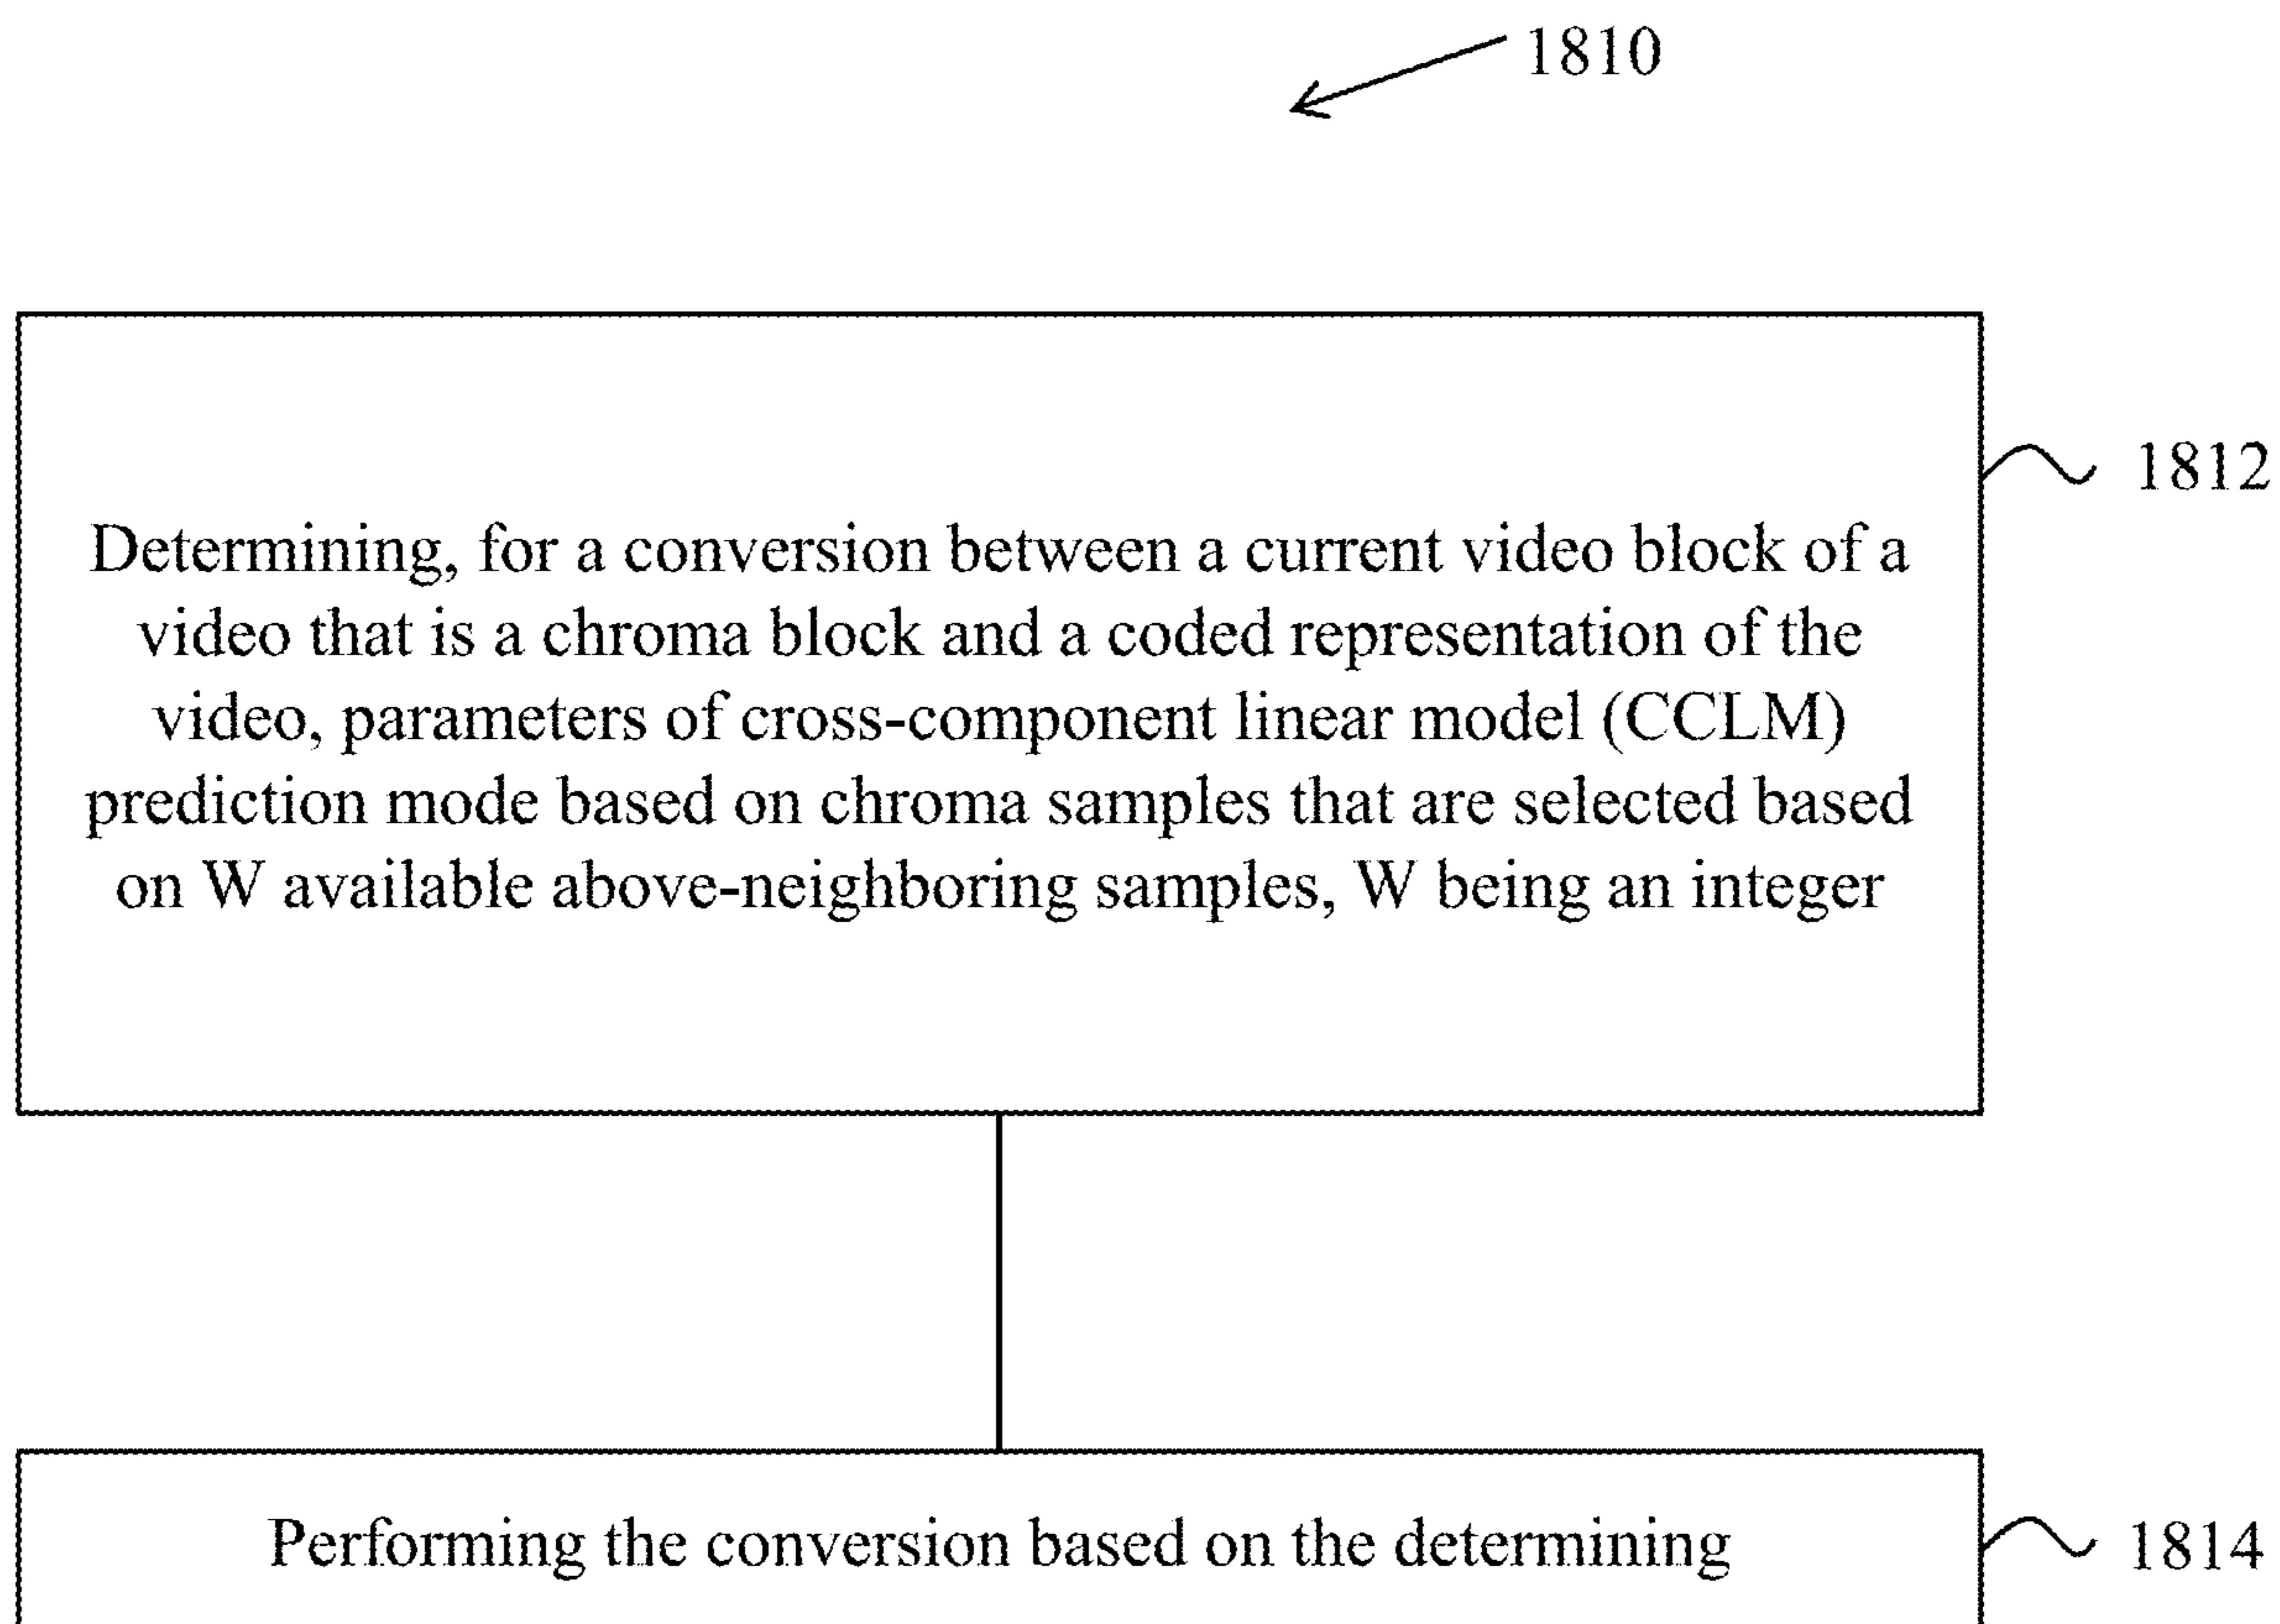 1810
Determining, for a conversion between a current video block of a
video that is a chroma block and a coded representation of the
video, parameters of cross-component linear model (CCLM)
prediction mode based on chroma samples that are selected based
on W available above-neighboring samples, W being an integer
1812
Performing the conversion based on the determining
1814